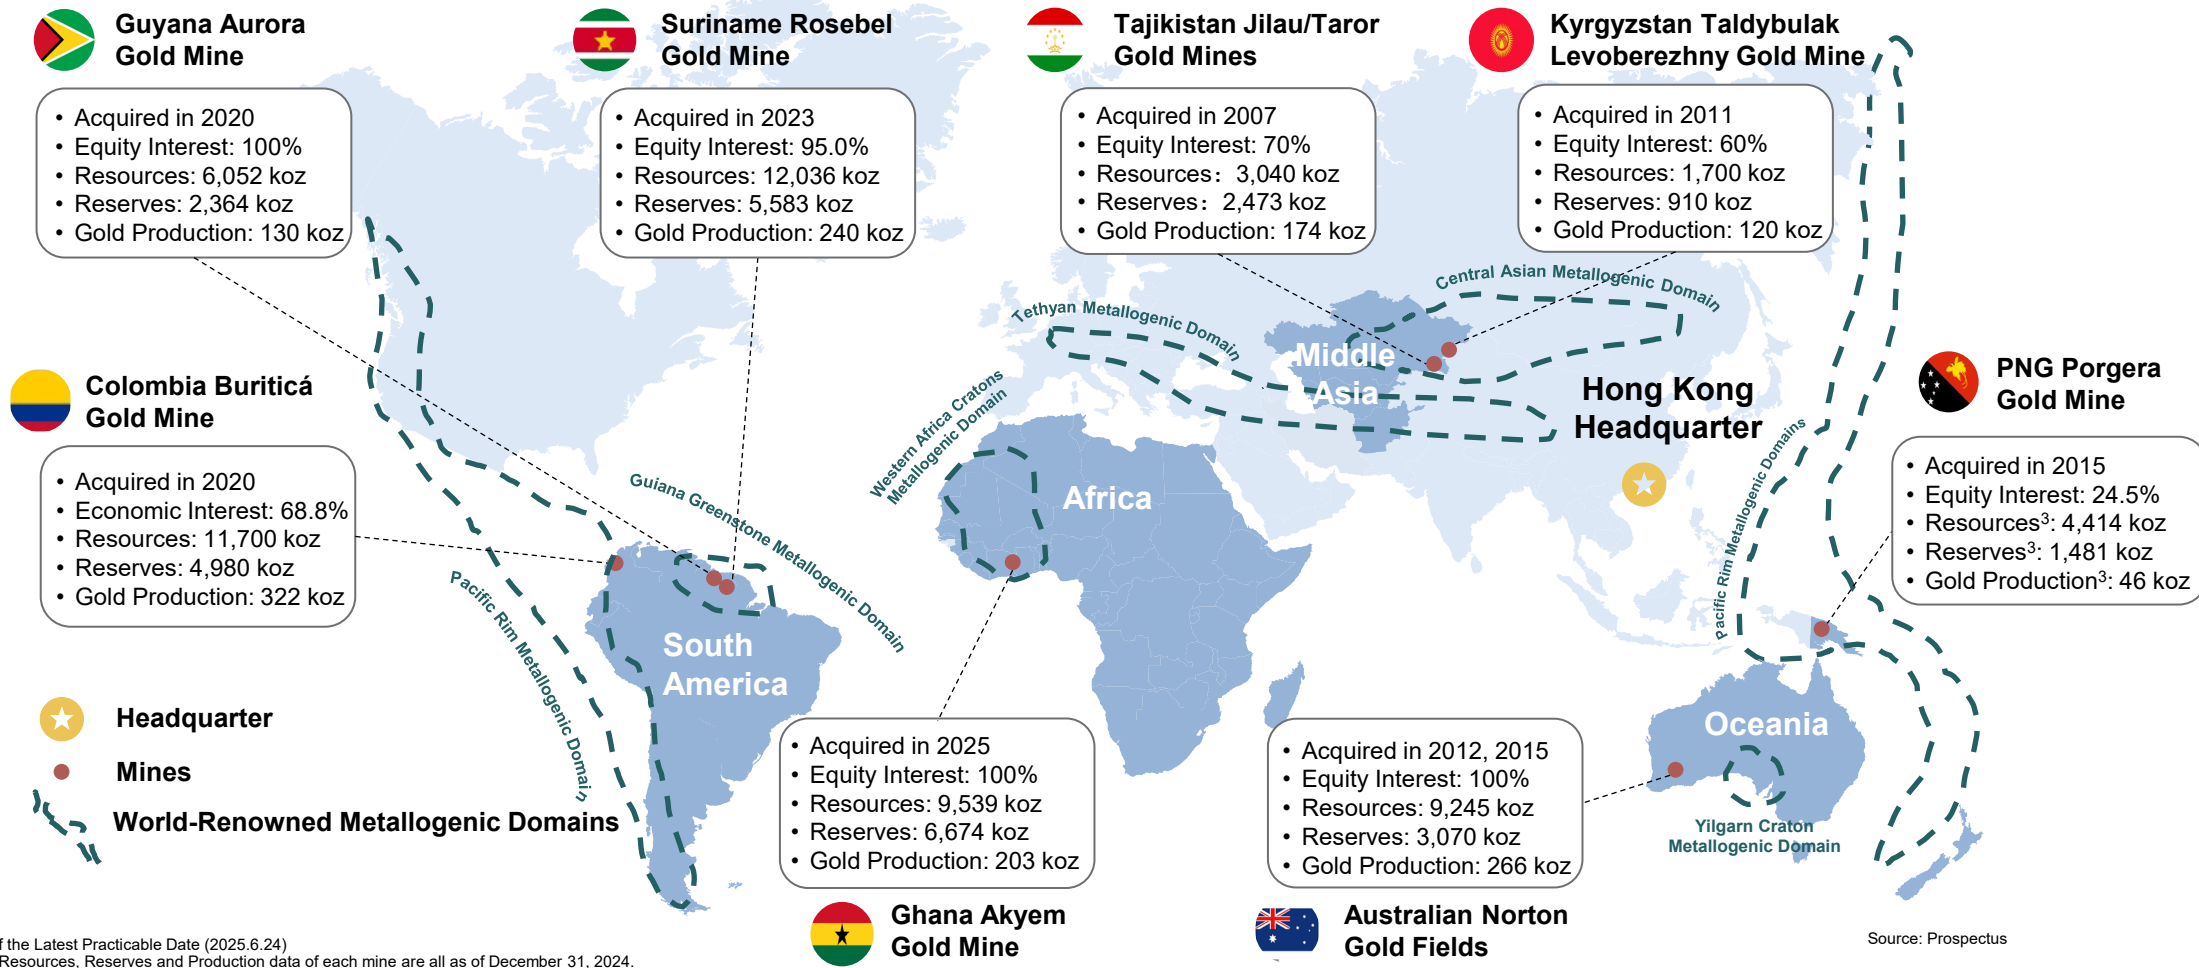 Guyana Aurora
Gold Mine
• Acquired in 2020
• Equity Interest: 100%
• Resources: 6,052 koz
• Reserves: 2,364 koz
• Gold Production: 130 koz
Suriname Rosebel
Gold Mine
• Acquired in 2023
• Equity Interest: 95.0%
• Resources: 12,036 koz
• Reserves: 5,583 koz
• Gold Production: 240 koz
Tajikistan Jilau/Taror
Gold Mines
• Acquired in 2007
• Equity Interest: 70%
• Resources：3,040 koz
• Reserves：2,473 koz
• Gold Production: 174 koz
Kyrgyzstan Taldybulak
Levoberezhny Gold Mine
• Acquired in 2011
• Equity Interest: 60%
• Resources: 1,700 koz
• Reserves: 910 koz
• Gold Production: 120 koz
Central Asian Metallogenic Domain
Tethyan Metallogenic Domain
Middle
Asia
Hong Kong
Headquarter
Colombia Buriticá
Gold Mine
• Acquired in 2020
• Economic Interest: 68.8%
• Resources: 11,700 koz
• Reserves: 4,980 koz
• Gold Production: 322 koz
Western Africa Cratons
Metallogenic Domain
Africa
Guiana Greenstone Metallogenic Domain
Pacific Rim Metallogenic Domain
South
America
Pacific Rim Metallogenic Domains
PNG Porgera
Gold Mine
• Acquired in 2015
• Equity Interest: 24.5%
• Resources³: 4,414 koz
• Reserves³: 1,481 koz
• Gold Production³: 46 koz
Oceania
Yilgarn Craton
Metallogenic Domain
Headquarter
Mines
World-Renowned Metallogenic Domains
• Acquired in 2025
• Equity Interest: 100%
• Resources: 9,539 koz
• Reserves: 6,674 koz
• Gold Production: 203 koz
Ghana Akyem
Gold Mine
• Acquired in 2012, 2015
• Equity Interest: 100%
• Resources: 9,245 koz
• Reserves: 3,070 koz
• Gold Production: 266 koz
Australian Norton
Gold Fields
f the Latest Practicable Date (2025.6.24)
Resources, Reserves and Production data of each mine are all as of December 31, 2024.
Source: Prospectus